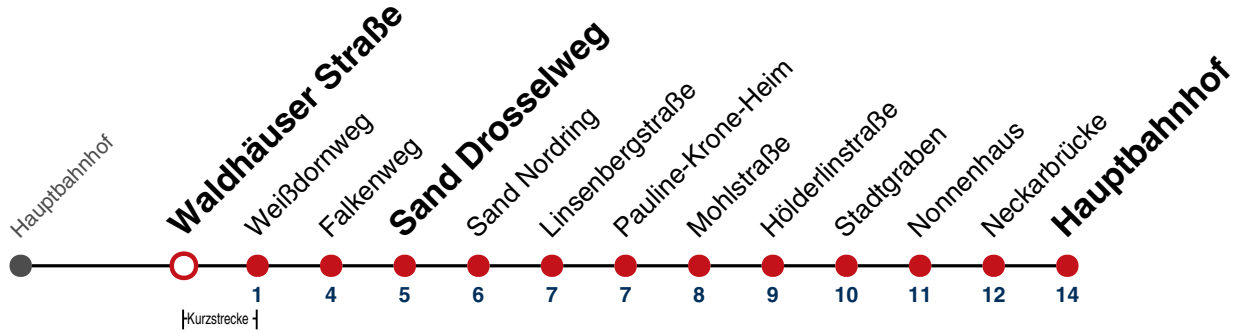 Hauptbahnhof
Waldhäuser Straße
Weißdornweg
Falkenweg
Sand Drosselweg
Sand Nordring
Linsenbergstraße
Pauline-Krone-Heim
Mohlstraße
Hölderlinstraße
Stadtgraben
Nonnenhaus
Neckarbrücke
Hauptbahnhof
1 4 5 6 7 7 8 9 10 11 12 14
Kurzstrecke